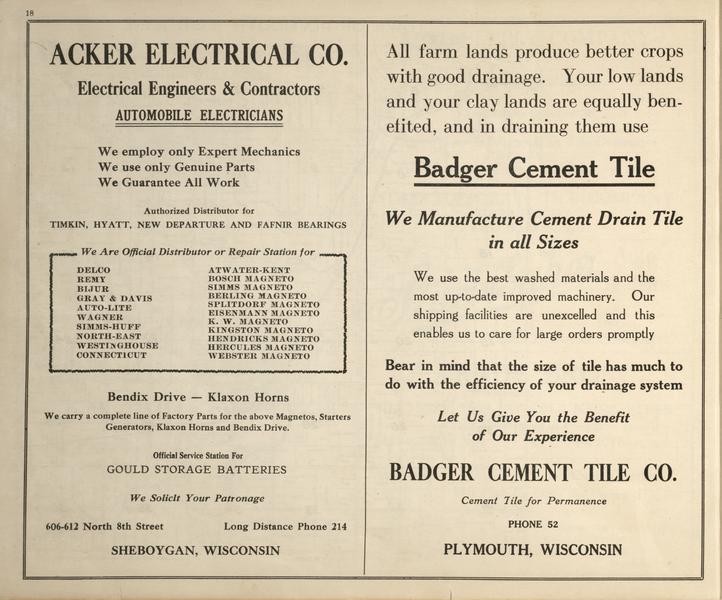 18
ACKER ELECTRICAL CO.
Electrical Engineers & Contractors
AUTOMOBILE ELECTRICIANS
We employ only Expert Mechanics
We use only Genuine Parts
We Guarantee All Work
Authorized Distributor for
TIMKIN, HYATT, NEW DEPARTURE AND FAFNIR BEARINGS
We Are Official Distributor or Repair Station for
DELCO
REMY
BIJUR
GRAY & DAVIS
AUTO-LITE
WAGNER
SIMMS-HUFF
NORTH-EAST
WESTINGHOUSE
CONNECTICUT
ATWATER-KENT
BOSCH MAGNETO
SIMMS MAGNETO
BERLING MAGNETO
SPLITDORF MAGNETO
EISEMANN MAGNETO
K. W. MAGNETO
KINGSTON MAGNETO
HENDRICKS MAGNETO
HERCULES MAGNETO
WEBSTER MAGNETO
Bendix Drive — Klaxon Horns
We carry a complete line of Factory Parts for the above Magnetos, Starters
Generators, Klaxon Horns and Bendix Drive.
Official Service Station For
GOULD STORAGE BATTERIES
We Solicit Your Patronage
606-612 North 8th Street Long Distance Phone 214
SHEBOYGAN, WISCONSIN
All farm lands produce better crops
with good drainage. Your low lands
and your clay lands are equally ben-
efited, and in draining them use
Badger Cement Tile
We Manufacture Cement Drain Tile
in all Sizes
We use the best washed materials and the
most up-to-date improved machinery. Our
shipping facilities are unexcelled and this
enables us to care for large orders promptly
Bear in mind that the size of tile has much to
do with the efficiency of your drainage system
Let Us Give You the Benefit
of Our Experience
BADGER CEMENT TILE CO.
Cement Tile for Permanence
PHONE 52
PLYMOUTH, WISCONSIN